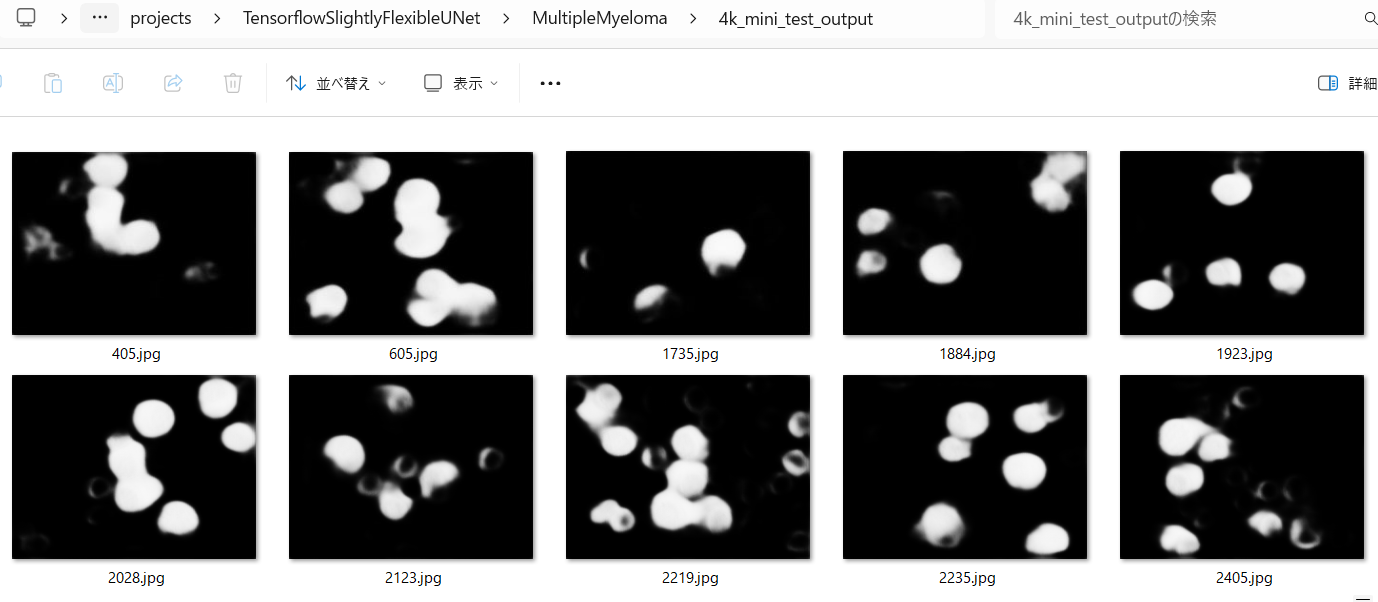 projects > TensorflowSlightlyFlexibleUNet > MultipleMyeloma > 4k_mini_test_output
4k_mini_test_outputの検索
並べ替え
表示
詳細
405.jpg
605.jpg
1735.jpg
1884.jpg
1923.jpg
2028.jpg
2123.jpg
2219.jpg
2235.jpg
2405.jpg